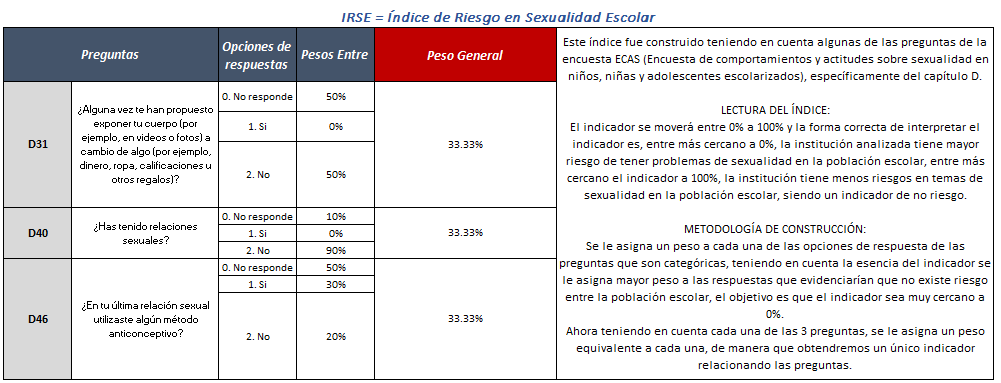 IRSE = Índice de Riesgo en Sexualidad Escolar
Preguntas
Opciones de
respuestas
Pesos Entre
Peso General
D31
¿Alguna vez te han propuesto
exponer tu cuerpo (por
ejemplo, en videos o fotos) a
cambio de algo (por ejemplo,
dinero, ropa, calificaciones u
otros regalos)?
0. No responde
50%
1. Si
0%
2. No
50%
33.33%
D40
¿Has tenido relaciones
sexuales?
0. No responde
10%
1. Si
0%
2. No
90%
33.33%
D46
¿En tu última relación sexual
utilizaste algún método
anticonceptivo?
0. No responde
50%
1. Si
30%
2. No
20%
33.33%
Este índice fue construido teniendo en cuenta algunas de las preguntas de la
encuesta ECAS (Encuesta de comportamientos y actitudes sobre sexualidad en
niños, niñas y adolescentes escolarizados), específicamente del capítulo D.
LECTURA DEL ÍNDICE:
El indicador se moverá entre 0% a 100% y la forma correcta de interpretar el
indicador es, entre más cercano a 0%, la institución analizada tiene mayor
riesgo de tener problemas de sexualidad en la población escolar, entre más
cercano el indicador a 100%, la institución tiene menos riesgos en temas de
sexualidad en la población escolar, siendo un indicador de no riesgo.
METODOLOGÍA DE CONSTRUCCIÓN:
Se le asigna un peso a cada una de las opciones de respuesta de las
preguntas que son categóricas, teniendo en cuenta la esencia del indicador se
le asigna mayor peso a las respuestas que evidenciarían que no existe riesgo
entre la población escolar, el objetivo es que el indicador sea muy cercano a
0%.
Ahora teniendo en cuenta cada una de las 3 preguntas, se le asigna un peso
equivalente a cada una, de manera que obtendremos un único indicador
relacionando las preguntas.